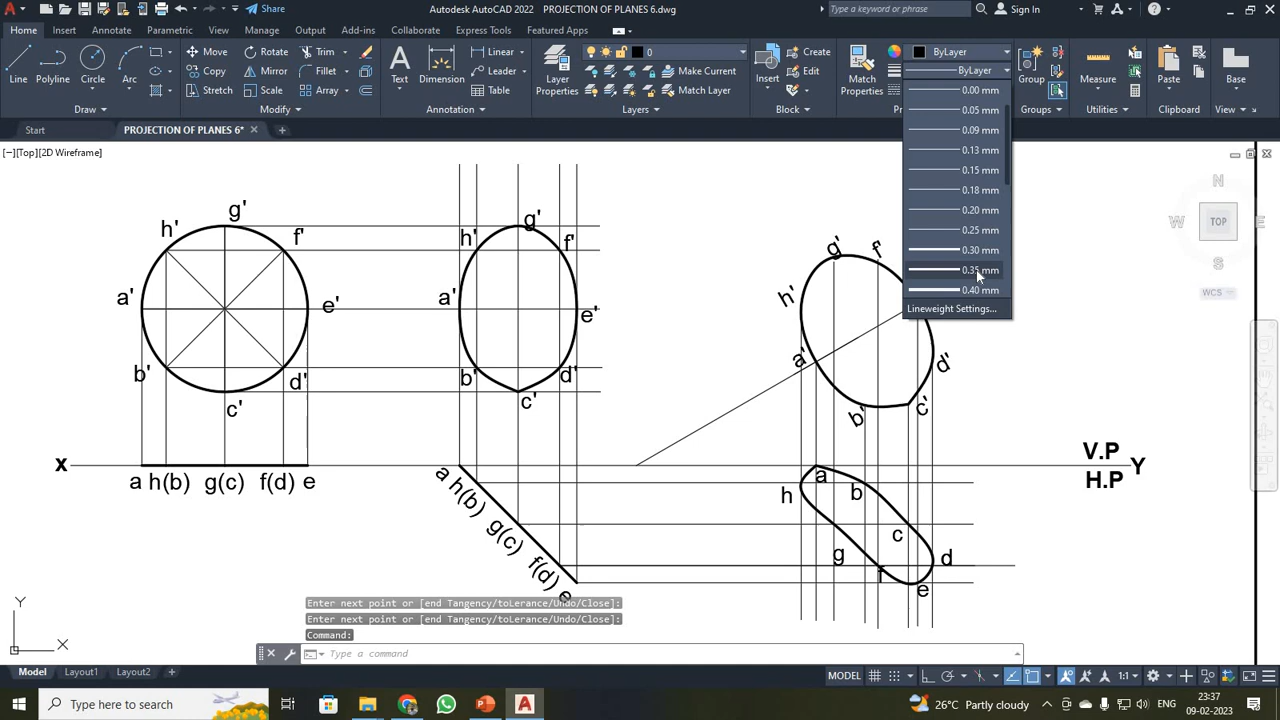 Autodesk AutoCAD 2022 PROJECTION OF PLANES 6.dwg
Share
Type a keyword or phrase
Sign In
Home Insert Annotate Parametric View Manage Output Add-ins Collaborate Express Tools Featured Apps
Line Polyline Circle Arc
Move Rotate Trim
Copy Mirror Fillet
Stretch Scale Array
Text Dimension
Linear
Leader
Table
Layer Properties
0
Make Current
Match Layer
Insert
Create
Edit
Match Properties
ByLayer
ByLayer
Group
Measure
Paste
Base
Draw Modify Annotation Layers Block Groups Utilities Clipboard View
0.00 mm
0.05 mm
0.09 mm
0.13 mm
0.15 mm
0.18 mm
0.20 mm
0.25 mm
0.30 mm
0.35 mm
0.40 mm
Lineweight Settings...
Start PROJECTION OF PLANES 6*
[−][Top][2D Wireframe]
N
W TOP
S
WCS
g'
h' f'
a' e'
b' d'
c'
g'
h' f'
a' e'
b' d'
c'
g' f'
h'
a' d'
b' c'
X
a h(b) g(c) f(d) e
a h(b) g(c) f(d) e
a
h b
c
g d
f
e
V.P
Y
H.P
Y
X
Enter next point or [end Tangency/toLerance/Undo/Close]:
Enter next point or [end Tangency/toLerance/Undo/Close]:
Command:
Type a command
Model Layout1 Layout2
MODEL
1:1
Type here to search
26°C Partly cloudy
23:37
09-02-2023